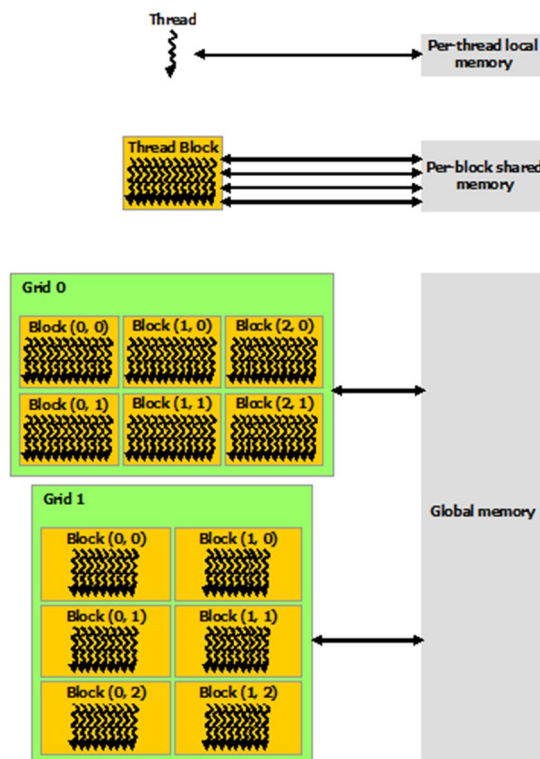 Thread
Per-thread local
memory
Thread Block
Per-block shared
memory
Grid 0
Block (0, 0)
Block (1, 0)
Block (2, 0)
Block (0, 1)
Block (1, 1)
Block (2, 1)
Global memory
Grid 1
Block (0, 0)
Block (1, 0)
Block (0, 1)
Block (1, 1)
Block (0, 2)
Block (1, 2)